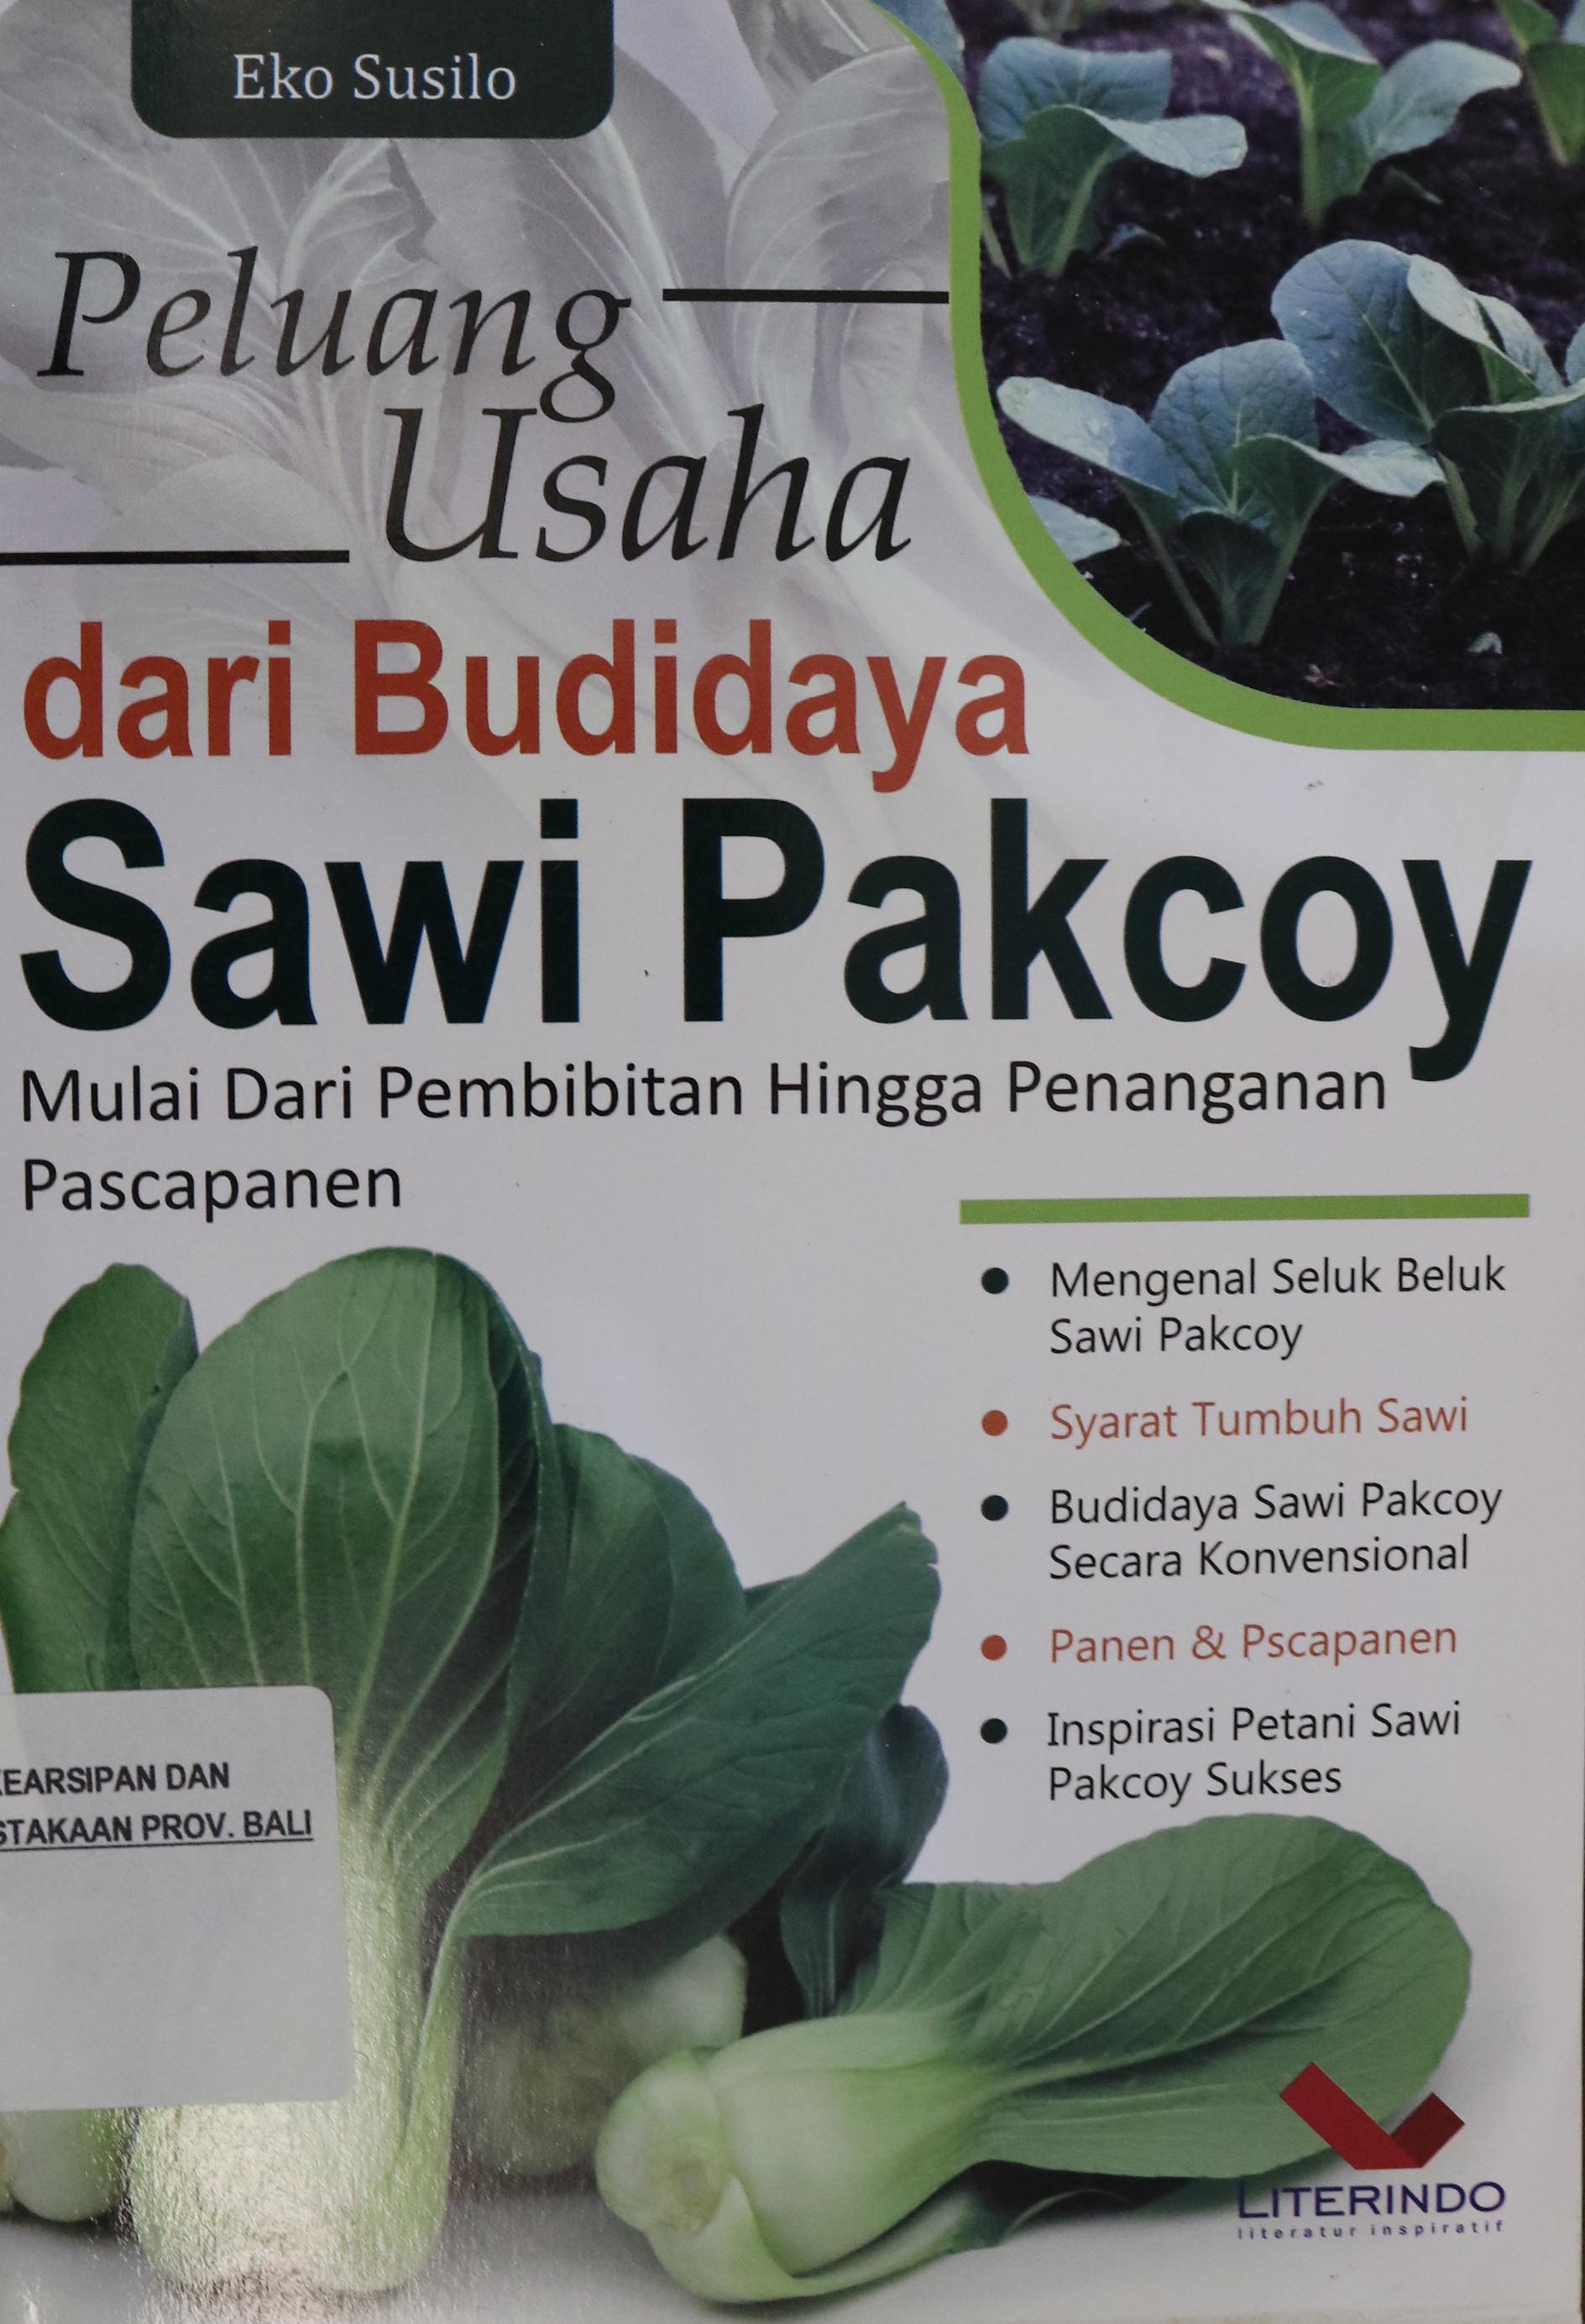 Eko Susilo
Peluang
Usaha
dari Budidaya
Sawi Pakcoy
Mulai Dari Pembibitan Hingga Penanganan
Pascapanen
• Mengenal Seluk Beluk
Sawi Pakcoy
• Syarat Tumbuh Sawi
• Budidaya Sawi Pakcoy
Secara Konvensional
• Panen & Pscapanen
• Inspirasi Petani Sawi
Pakcoy Sukses
EARSIPAN DAN
STAKAAN PROV. BALI
LITERINDO
literatur inspiratif